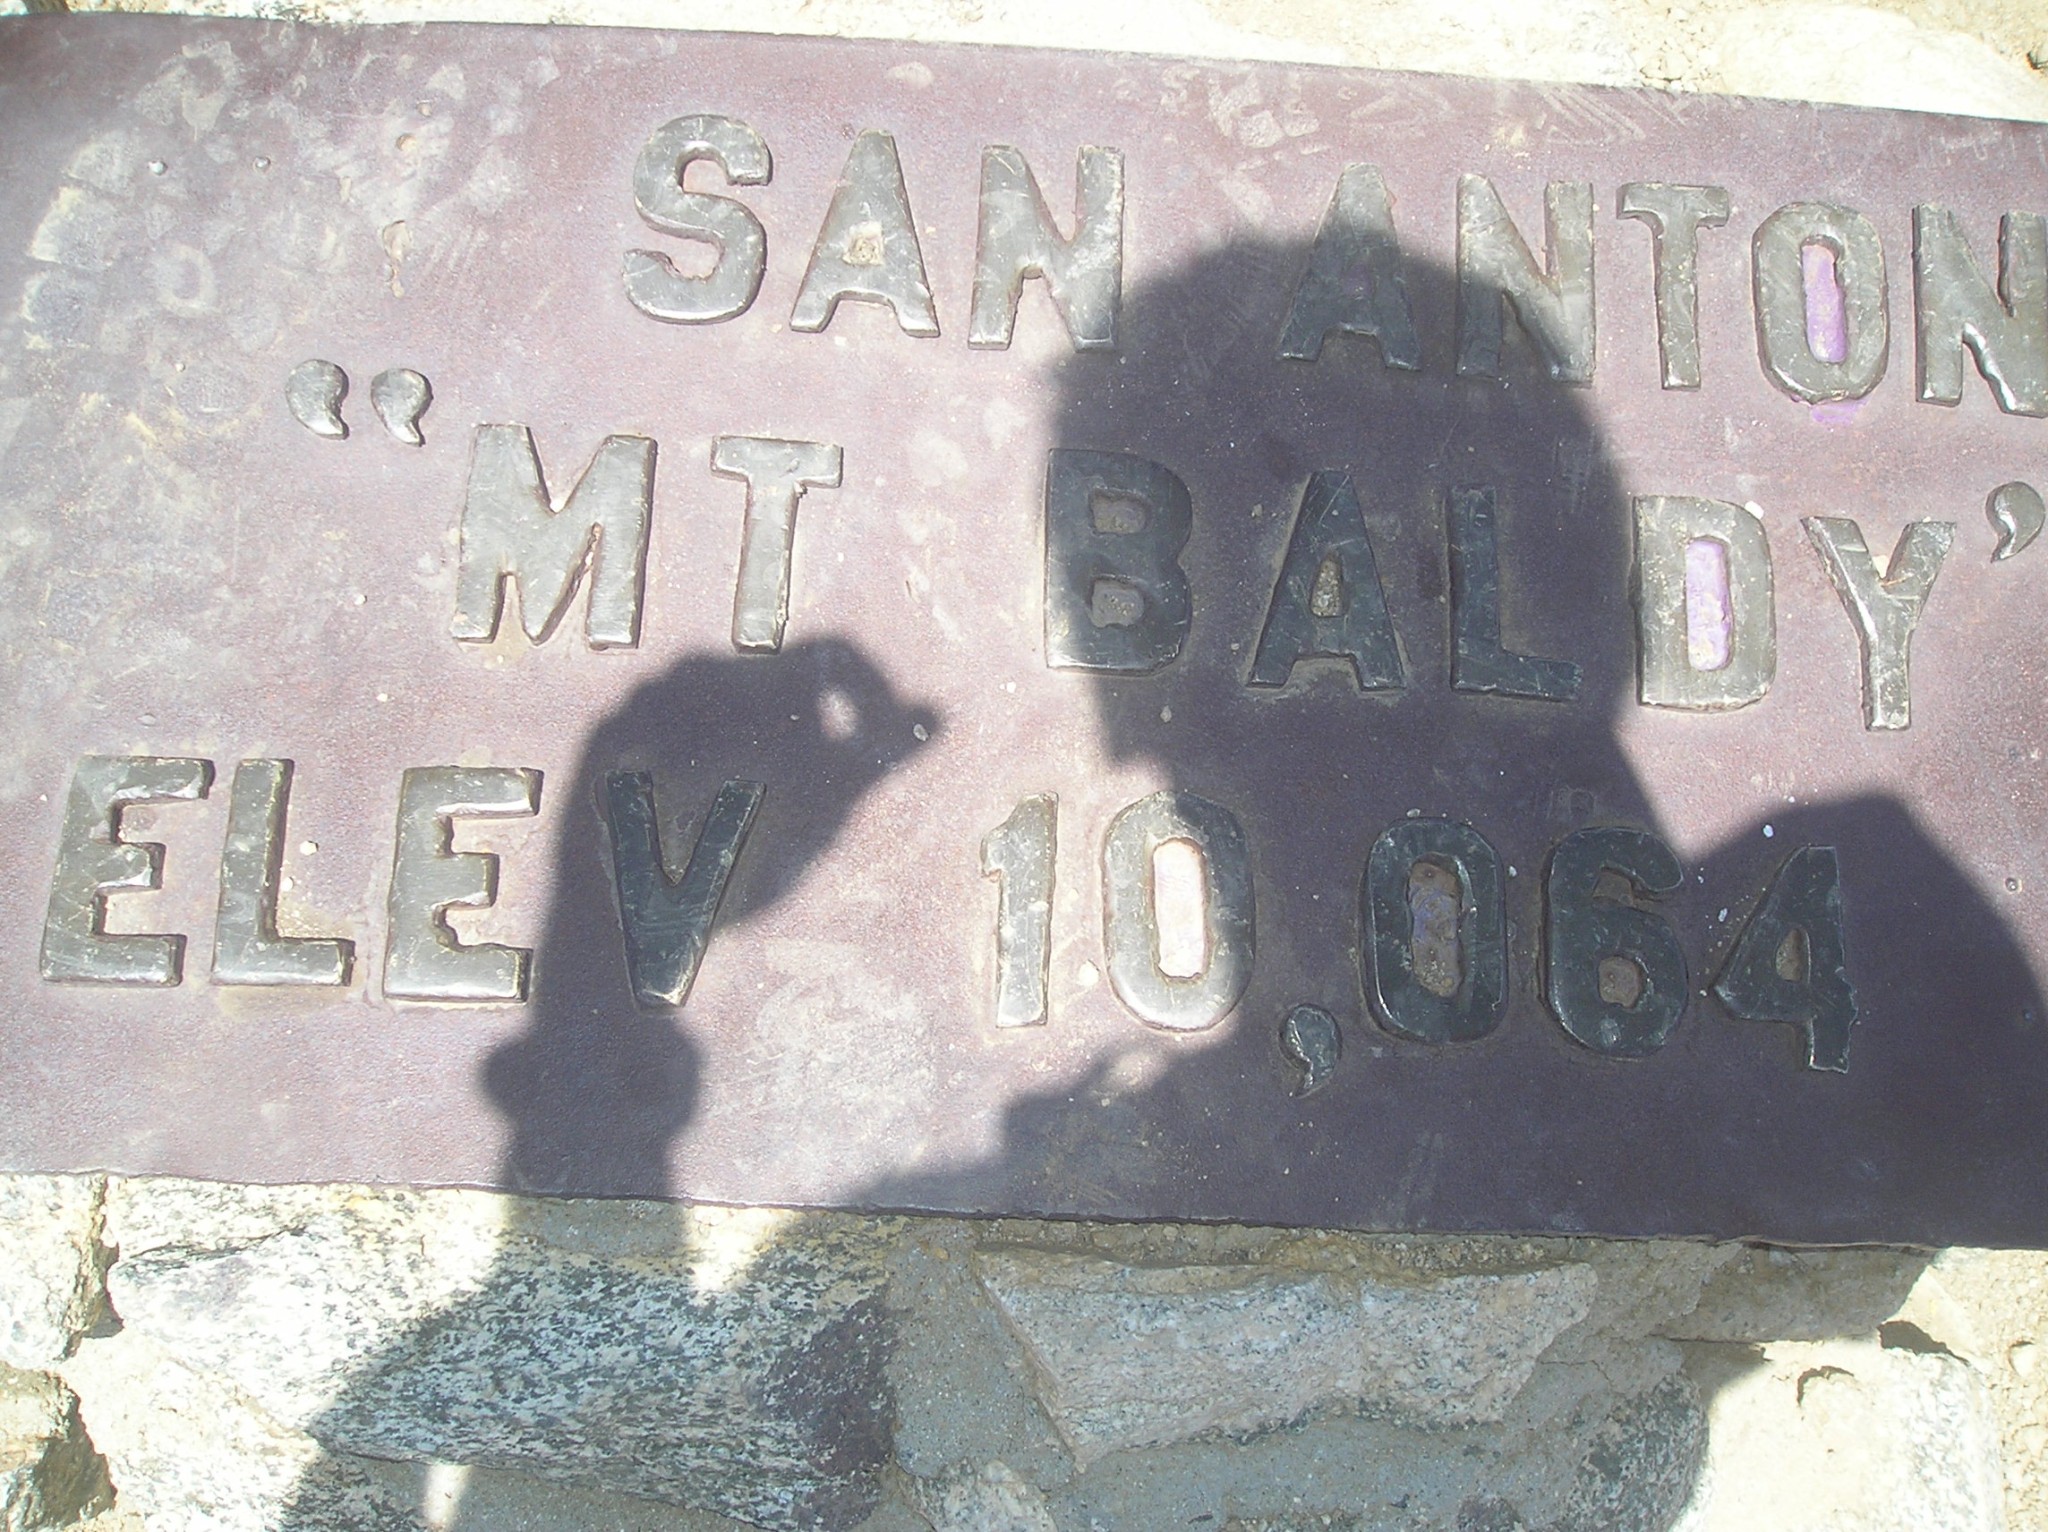 SAN ANTON
“MT BALDY’
ELEV 10,064